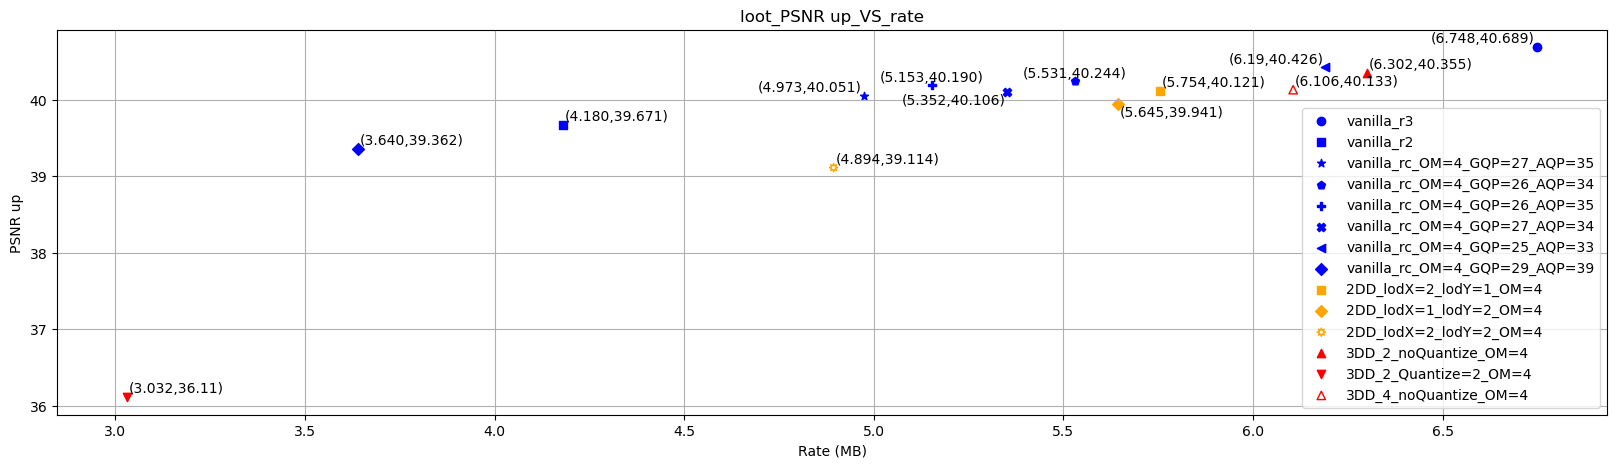 loot_PSNR up_VS_rate
(6.748,40.689)
(6.19,40.426)
(6.302,40.355)
(5.153,40.190)
(5.531,40.244)
(4.973,40.051)
(5.754,40.121)
(6.106,40.133)
(5.352,40.106)
(5.645,39.941)
(4.180,39.671)
(3.640,39.362)
(4.894,39.114)
(3.032,36.11)
vanilla_r3
vanilla_r2
vanilla_rc_OM=4_GQP=27_AQP=35
vanilla_rc_OM=4_GQP=26_AQP=34
vanilla_rc_OM=4_GQP=26_AQP=35
vanilla_rc_OM=4_GQP=27_AQP=34
vanilla_rc_OM=4_GQP=25_AQP=33
vanilla_rc_OM=4_GQP=29_AQP=39
2DD_lodX=2_lodY=1_OM=4
2DD_lodX=1_lodY=2_OM=4
2DD_lodX=2_lodY=2_OM=4
3DD_2_noQuantize_OM=4
3DD_2_Quantize=2_OM=4
3DD_4_noQuantize_OM=4
PSNR up
40
39
38
37
36
3.0 3.5 4.0 4.5 5.0 5.5 6.0 6.5
Rate (MB)